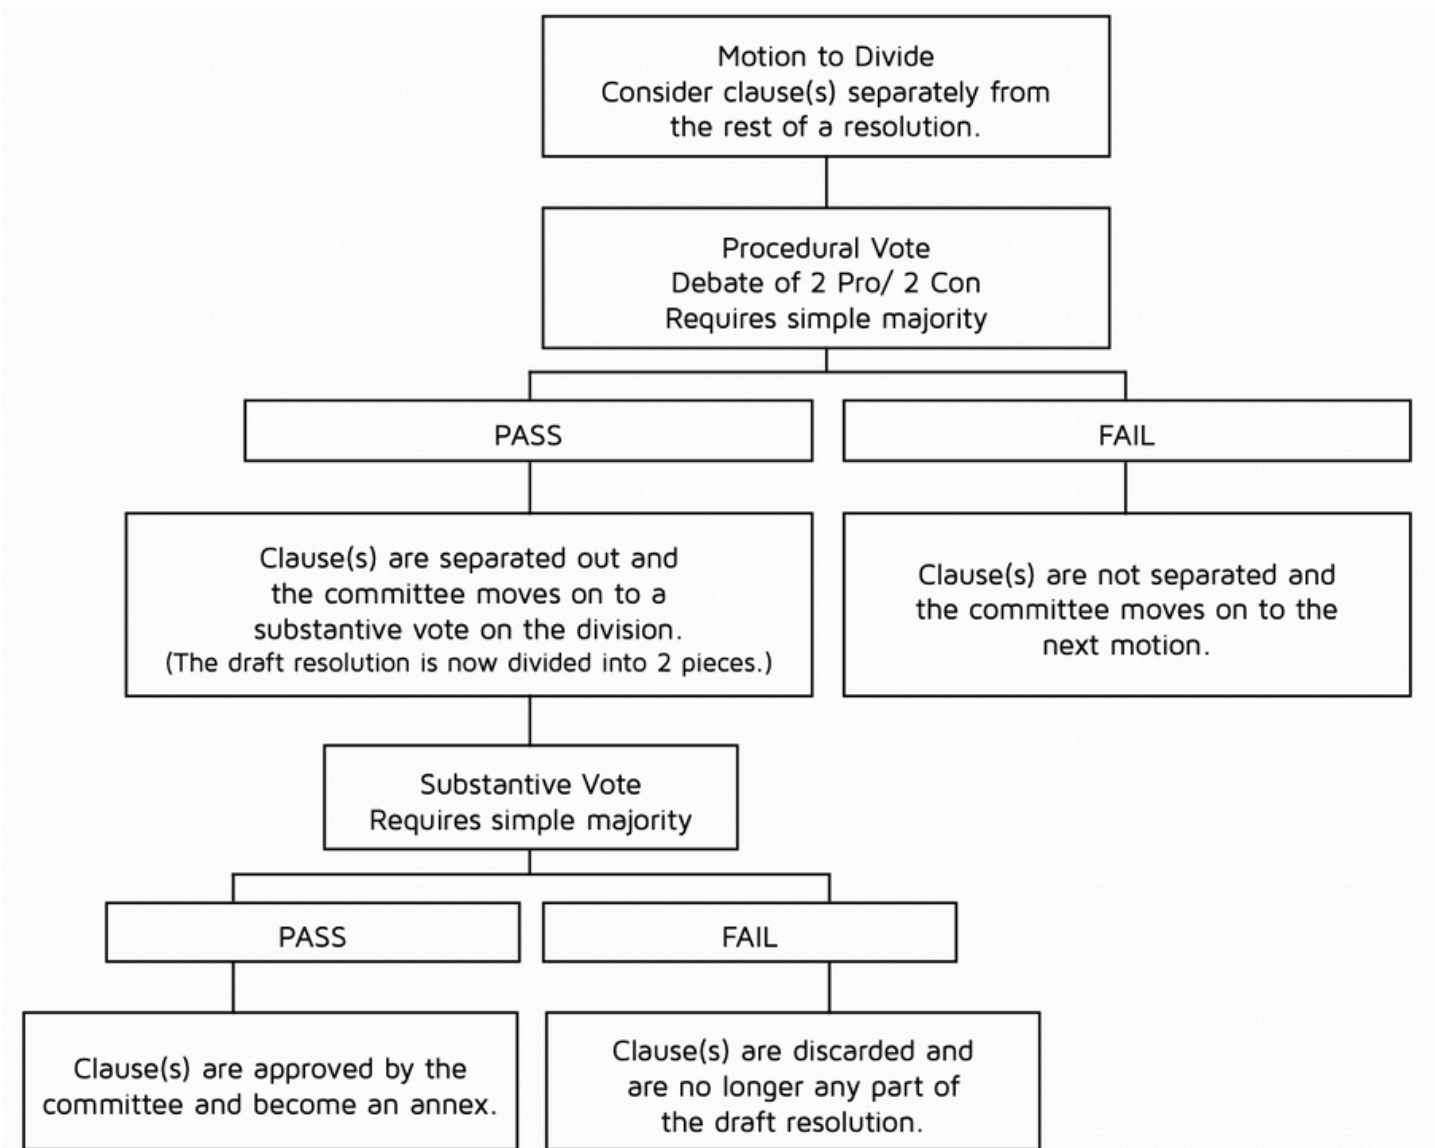 Motion to Divide
Consider clause(s) separately from
the rest of a resolution.
Procedural Vote
Debate of 2 Pro/ 2 Con
Requires simple majority
PASS
FAIL
Clause(s) are separated out and
the committee moves on to a
substantive vote on the division.
(The draft resolution is now divided into 2 pieces.)
Clause(s) are not separated and
the committee moves on to the
next motion.
Substantive Vote
Requires simple majority
PASS
FAIL
Clause(s) are approved by the
committee and become an annex.
Clause(s) are discarded and
are no longer any part of
the draft resolution.